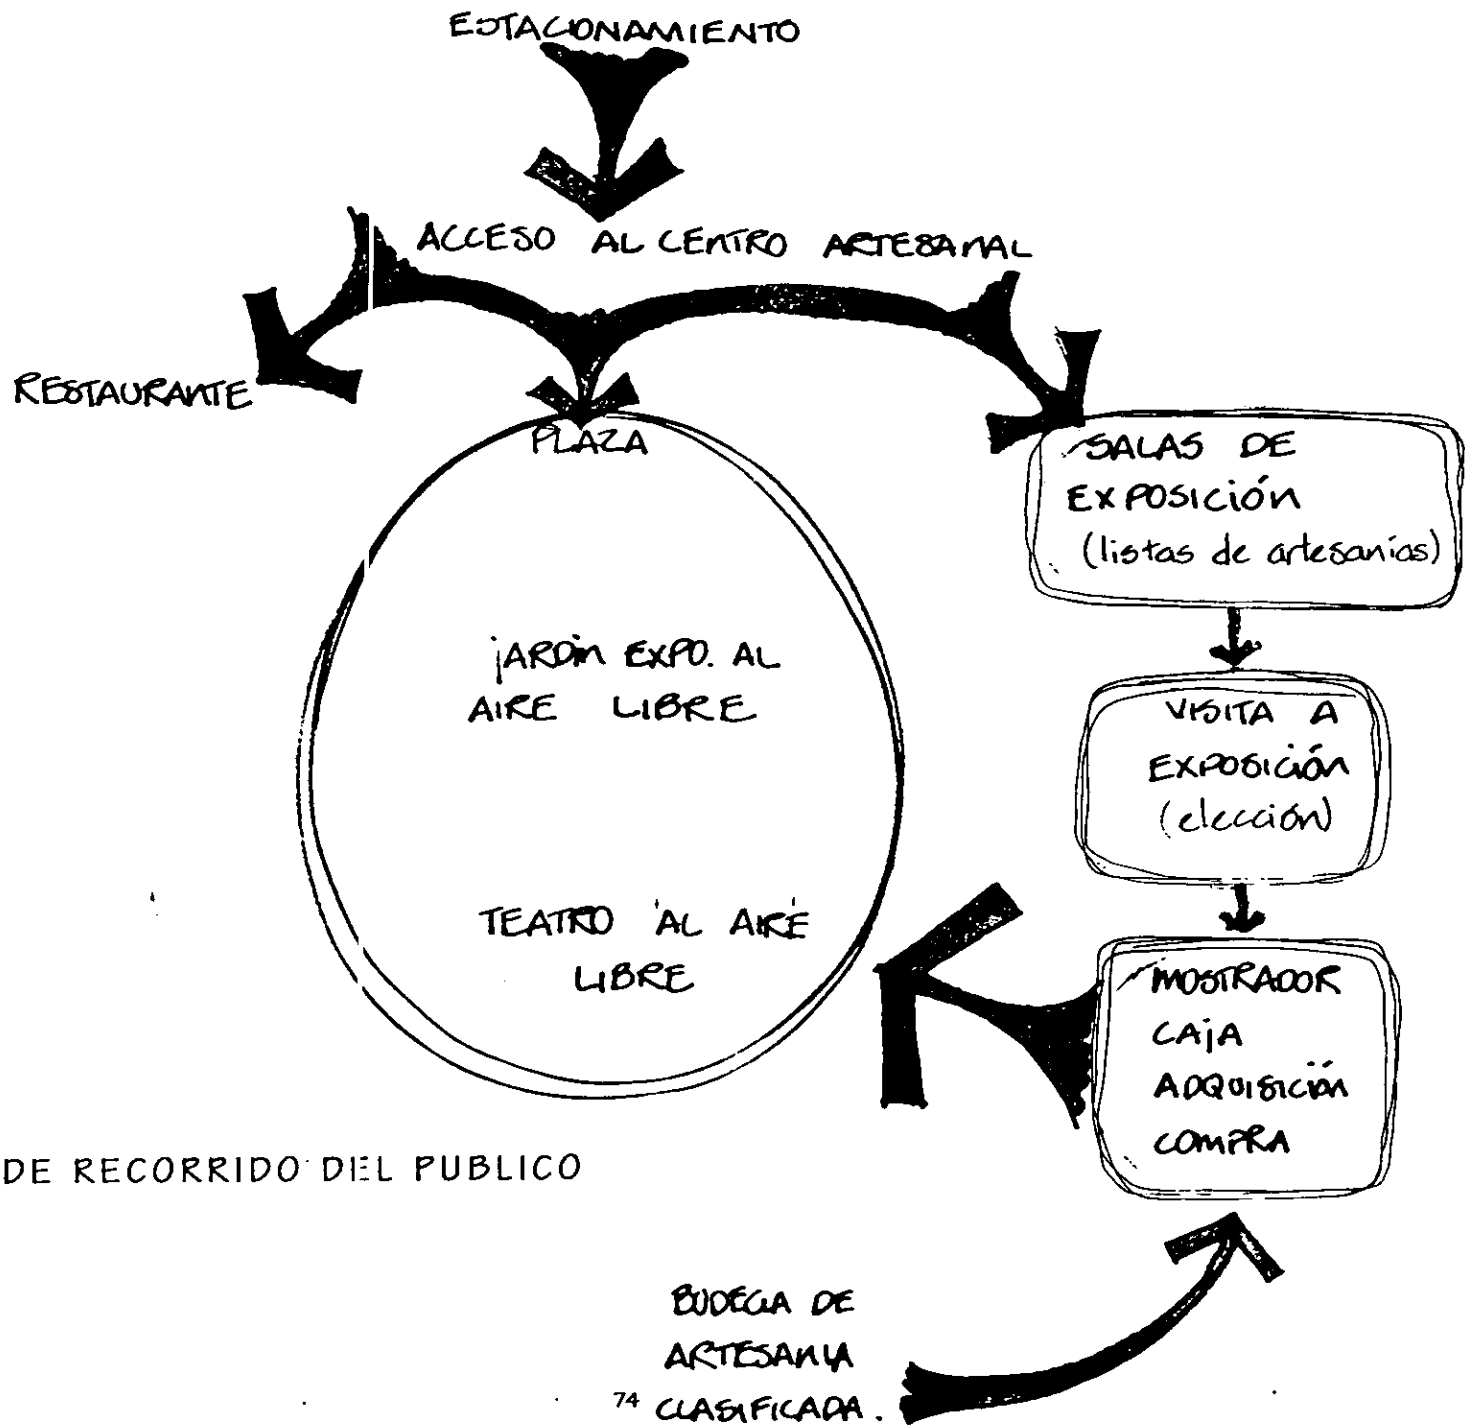 ESTACIONAMIENTO
ACCESO AL CENTRO ARTESANAL
RESTAURANTE
PLAZA
SALAS DE
EXPOSICIÓN
(listas de artesanías)
JARDÍN EXPO. AL
AIRE LIBRE
VISITA A
EXPOSICIÓN
(elección)
TEATRO AL AIRE
LIBRE
MOSTRADOR
CAJA
ADQUISICIÓN
COMPRA
DE RECORRIDO DEL PUBLICO
BODEGA DE
ARTESANIA
CLASIFICADA.
74